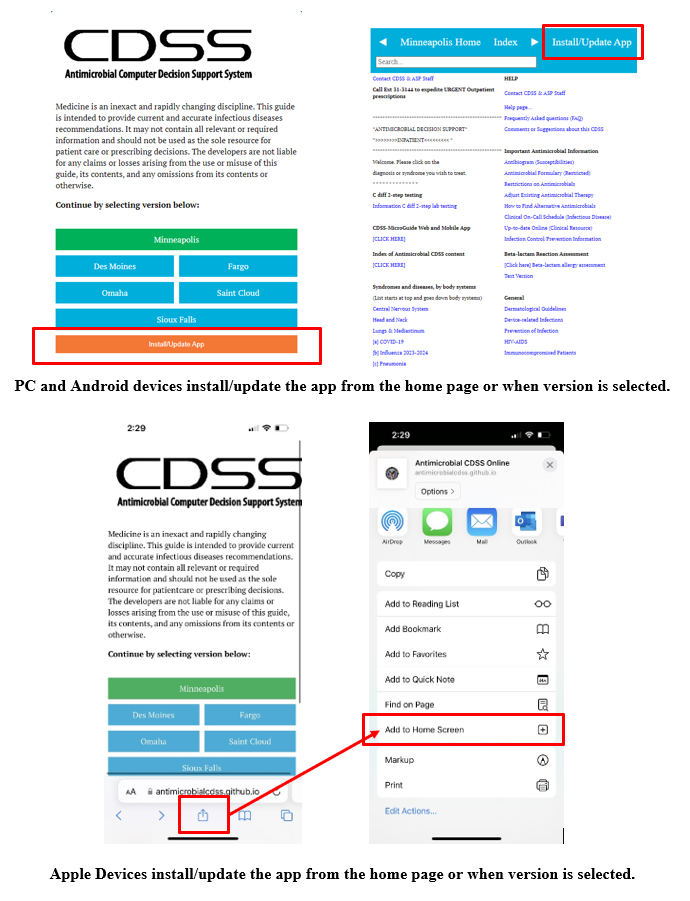 CDSS
Antimicrobial Computer Decision Support System
Medicine is an inexact and rapidly changing discipline. This guide
is intended to provide current and accurate infectious diseases
recommendations. It may not contain all relevant or required
information and should not be used as the sole resource for
patient care or prescribing decisions. The developers are not liable
for any claims or losses arising from the use or misuse of this
guide, its contents, and any omissions from its contents or
otherwise.
Continue by selecting version below:
Minneapolis
Des Moines
Fargo
Omaha
Saint Cloud
Sioux Falls
Install/Update App
◀ Minneapolis Home Index ▶ Install/Update App
Search...
Contact CDSS & ASP Staff
Call Ext 31-3144 to expedite URGENT Outpatient
prescriptions
"ANTIMICROBIAL DECISION SUPPORT"
">>>>>>>INPATIENT<<<<<<<< "
Welcome. Please click on the
diagnosis or syndrome you wish to treat.
C diff 2-step testing
Information C diff 2-step lab testing
CDSS-MicroGuide Web and Mobile App
[CLICK HERE]
Index of Antimicrobial CDSS content
[CLICK HERE]
Syndromes and diseases, by body systems
(List starts at top and goes down body systems)
Central Nervous System
Head and Neck
Lungs & Mediastinum
[a] COVID-19
[b] Influenza 2023-2024
[c] Pneumonia
HELP
Contact CDSS & ASP Staff
Help page...
Frequently Asked questions (FAQ)
Comments or Suggestions about this CDSS
Important Antimicrobial Information
Antibiogram (Susceptibilities)
Antimicrobial Formulary (Restricted)
Restrictions on Antimicrobials
Adjust Existing Antimicrobial Therapy
How to Find Alternative Antimicrobials
Clinical On-Call Schedule (Infectious Disease)
Up-to-date Online (Clinical Resource)
Infection Control/Prevention Information
Beta-lactam Reaction Assessment
[Click here] Beta-lactam allergy assessment
Text Version
General
Dermatological Guidelines
Device-related Infections
Prevention of Infection
HIV-AIDS
Immunocompromised Patients
PC and Android devices install/update the app from the home page or when version is selected.
2:29
CDSS
Antimicrobial Computer Decision Support System
Medicine is an inexact and rapidly changing
discipline. This guide is intended to provide current
and accurate infectious diseases recommendations.
It may not contain all relevant or required
information and should not be used as the sole
resource for patientcare or prescribing decisions.
The developers are not liable for any claims or
losses arising from the use or misuse of this guide,
its contents, and any omissions from its contents or
otherwise.
Continue by selecting version below:
Minneapolis
Des Moines
Fargo
Omaha
Saint Cloud
Sioux Falls
AA antimicrobialcdss.github.io
2:29
Antimicrobial CDSS Online
antimicrobialcdss.github.io
Options >
AirDrop
Messages
Mail
Outlook
Copy
Add to Reading List
Add Bookmark
Add to Favorites
Add to Quick Note
Find on Page
Add to Home Screen
Markup
Print
Edit Actions...
Apple Devices install/update the app from the home page or when version is selected.